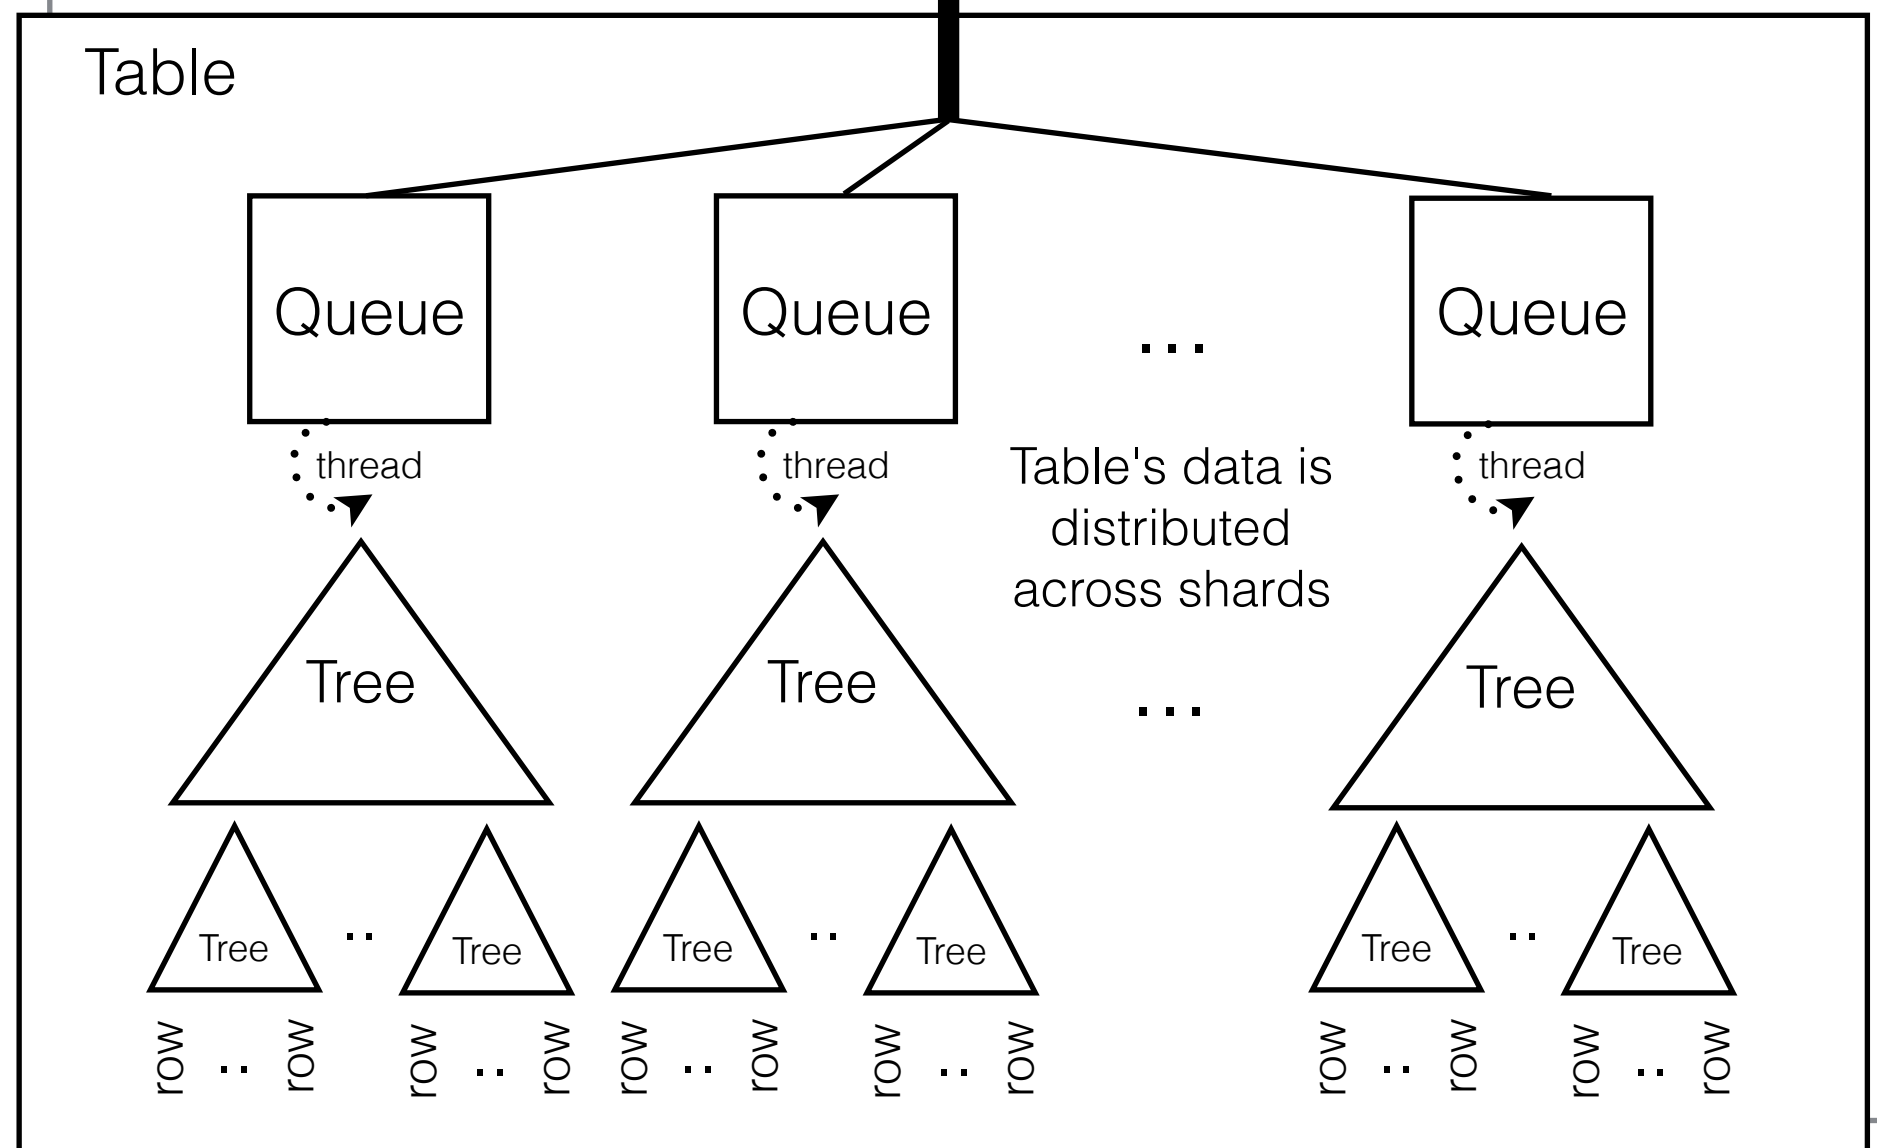 Table
Queue Queue ... Queue
thread thread thread
Table's data is
distributed
across shards
Tree Tree ... Tree
Tree .. Tree Tree .. Tree Tree .. Tree
row .. row row .. row row .. row row .. row row .. row row .. row